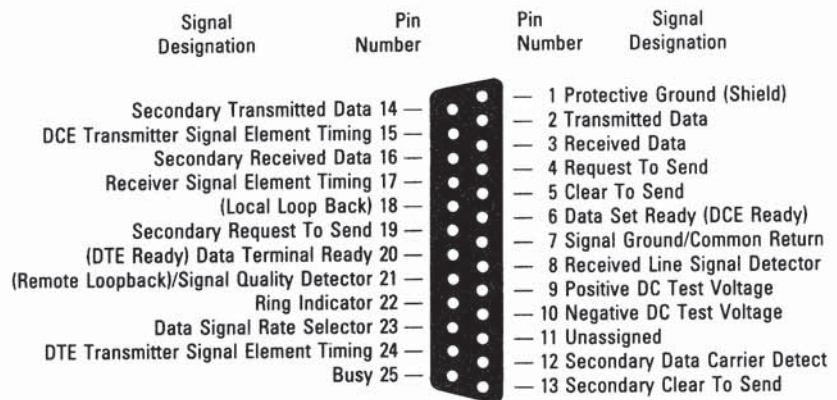 Signal Designation
Pin Number
Pin Number
Signal Designation
Secondary Transmitted Data 14 —
DCE Transmitter Signal Element Timing 15 —
Secondary Received Data 16 —
Receiver Signal Element Timing 17 —
(Local Loop Back) 18 —
Secondary Request To Send 19 —
(DTE Ready) Data Terminal Ready 20 —
(Remote Loopback)/Signal Quality Detector 21 —
Ring Indicator 22 —
Data Signal Rate Selector 23 —
DTE Transmitter Signal Element Timing 24 —
Busy 25 —
— 1 Protective Ground (Shield)
— 2 Transmitted Data
— 3 Received Data
— 4 Request To Send
— 5 Clear To Send
— 6 Data Set Ready (DCE Ready)
— 7 Signal Ground/Common Return
— 8 Received Line Signal Detector
— 9 Positive DC Test Voltage
— 10 Negative DC Test Voltage
— 11 Unassigned
— 12 Secondary Data Carrier Detect
— 13 Secondary Clear To Send